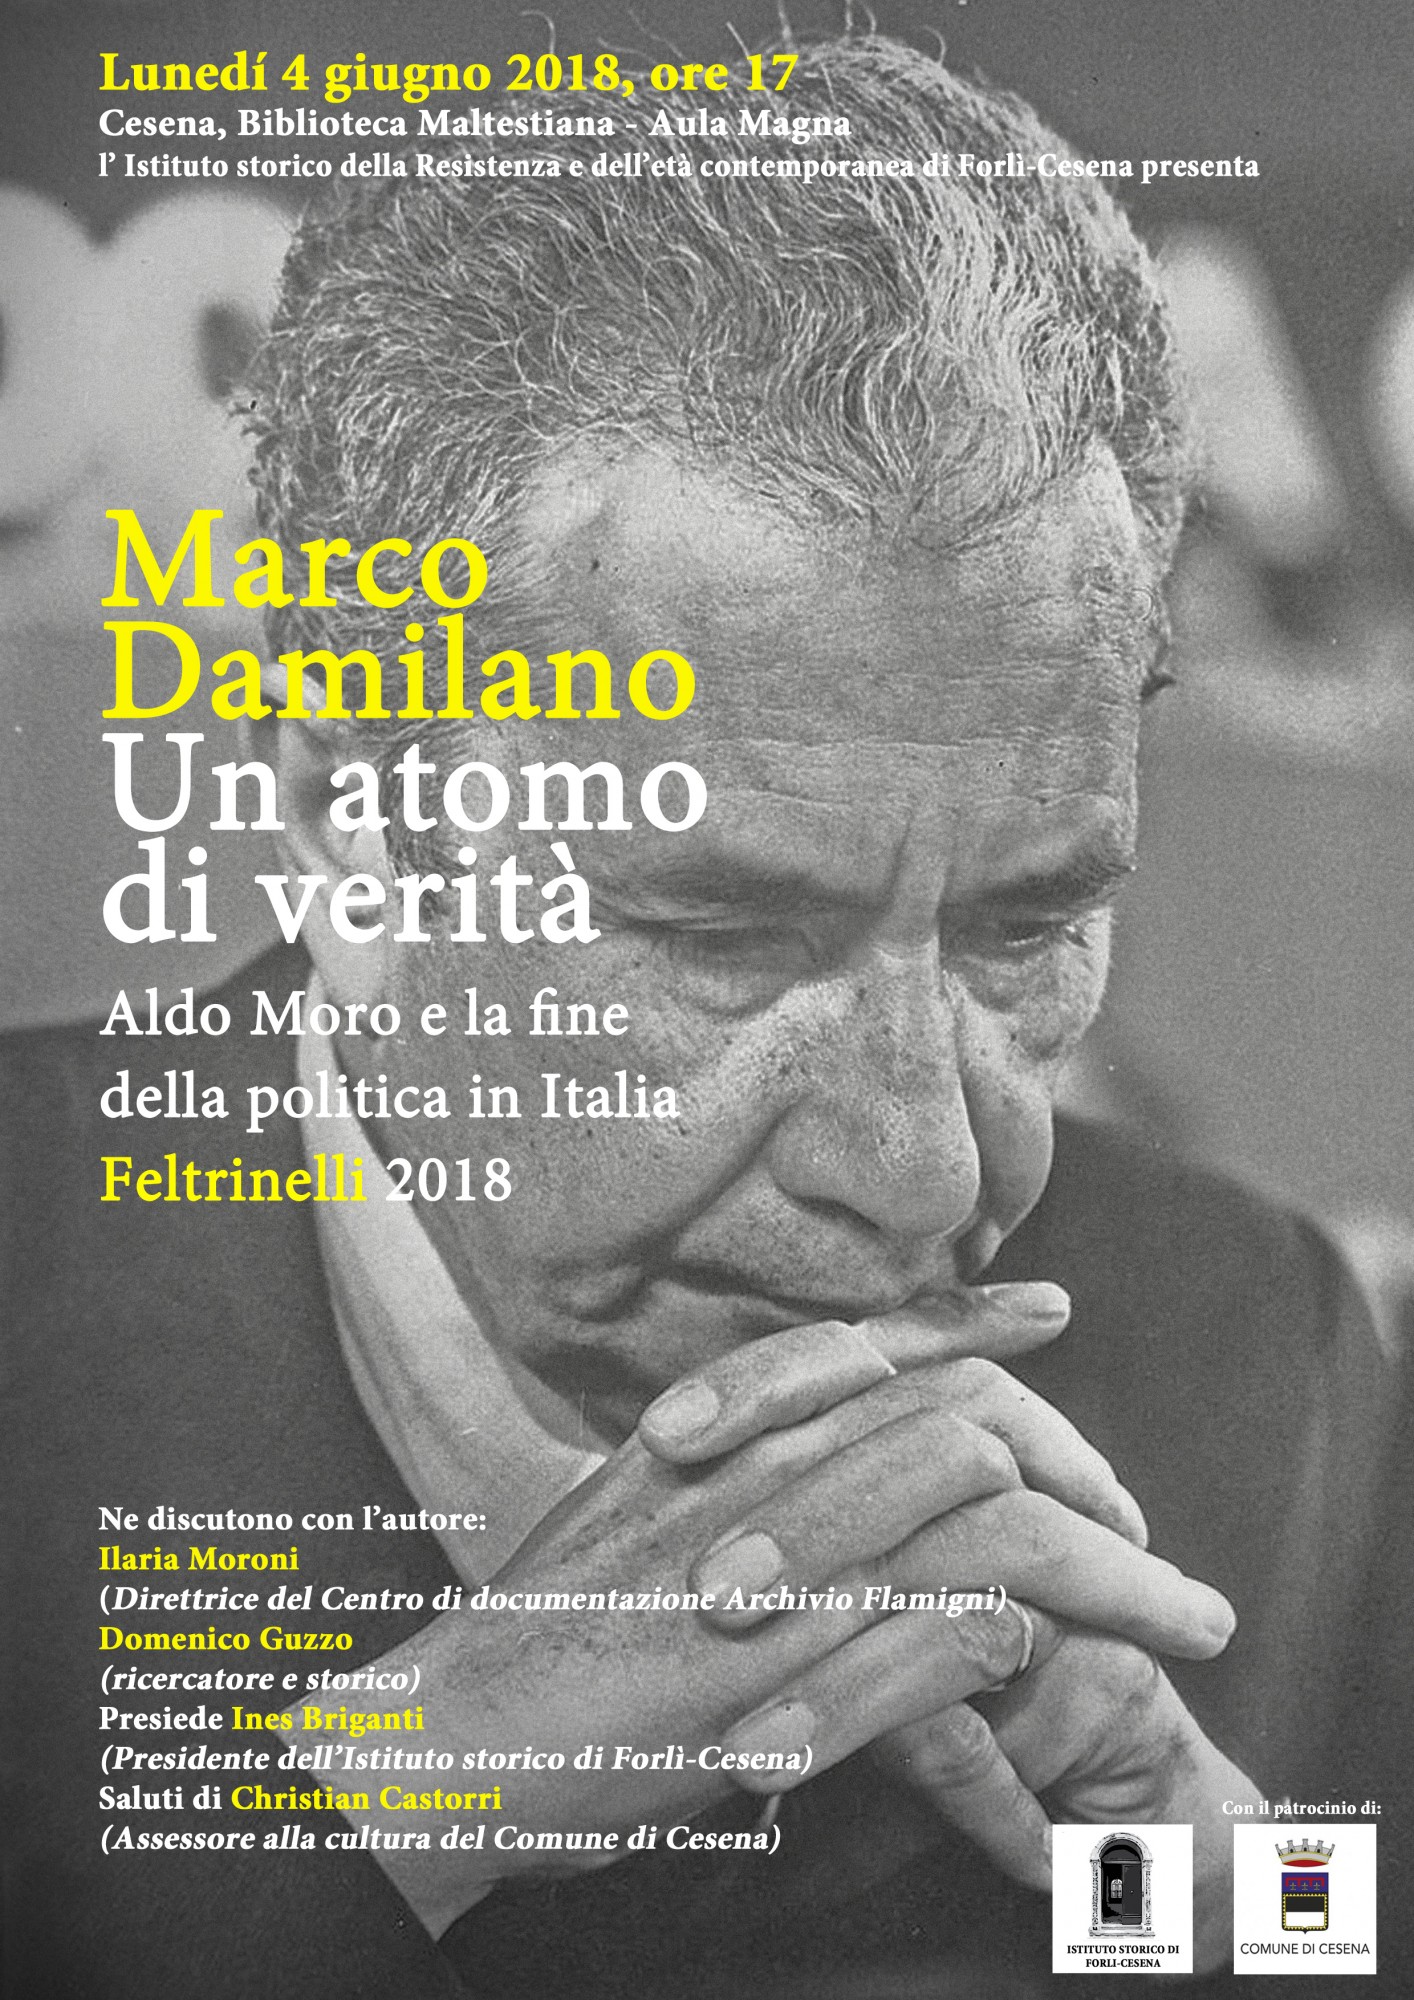 Lunedí 4 giugno 2018, ore 17
Cesena, Biblioteca Maltestiana - Aula Magna
l’ Istituto storico della Resistenza e dell’età contemporanea di Forlì-Cesena presenta
Marco
Damilano
Un atomo
di verità
Aldo Moro e la fine
della politica in Italia
Feltrinelli 2018
Ne discutono con l’autore:
Ilaria Moroni
(Direttrice del Centro di documentazione Archivio Flamigni)
Domenico Guzzo
(ricercatore e storico)
Presiede Ines Briganti
(Presidente dell’Istituto storico di Forlì-Cesena)
Saluti di Christian Castorri
(Assessore alla cultura del Comune di Cesena)
Con il patrocinio di:
ISTITUTO STORICO DI
FORLI-CESENA
COMUNE DI CESENA